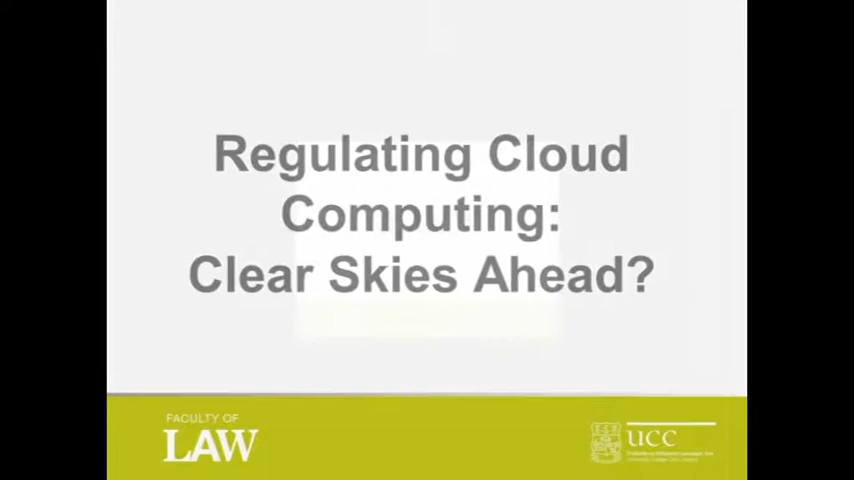 Regulating Cloud
Computing:
Clear Skies Ahead?
FACULTY OF
LAW
UCC